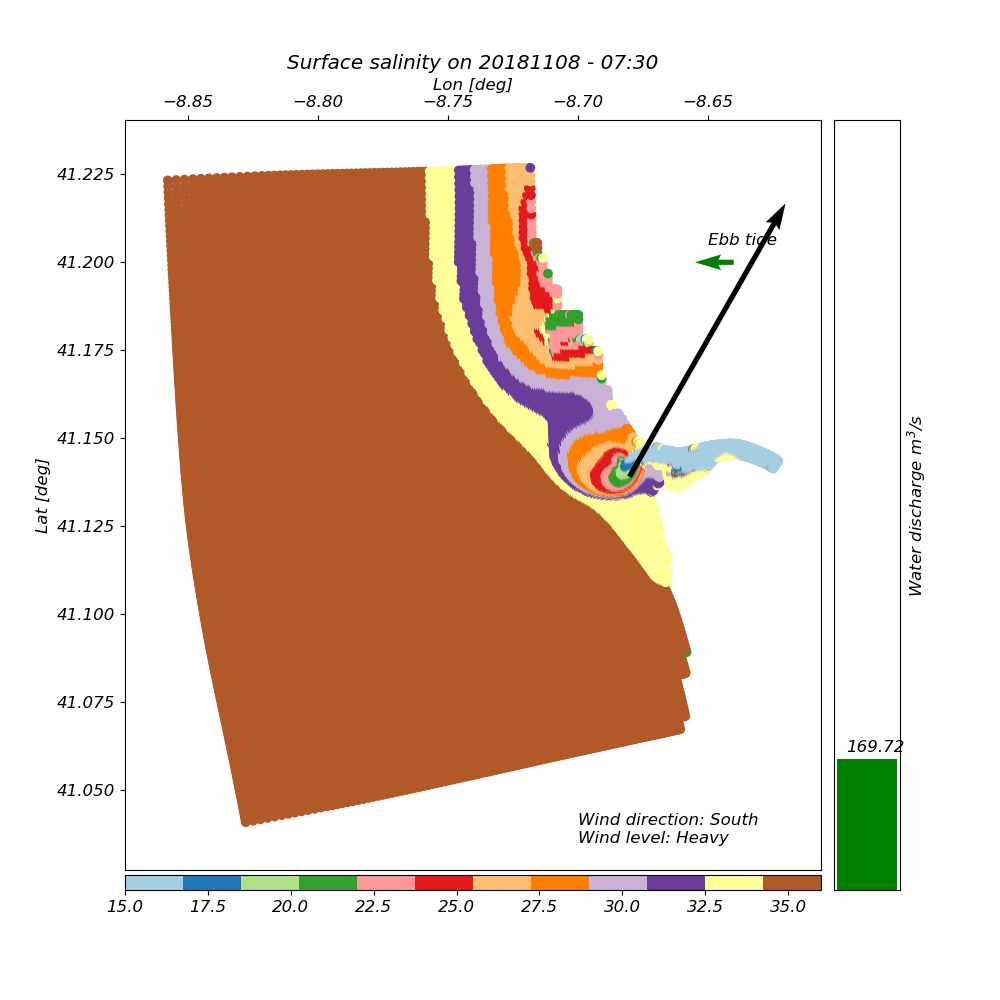 Surface salinity on 20181108 - 07:30
Lon [deg]
−8.85 −8.80 −8.75 −8.70 −8.65
41.225
41.200
41.175
41.150
41.125
41.100
41.075
41.050
Lat [deg]
Ebb tide
Wind direction: South
Wind level: Heavy
169.72
Water discharge m³/s
15.0 17.5 20.0 22.5 25.0 27.5 30.0 32.5 35.0